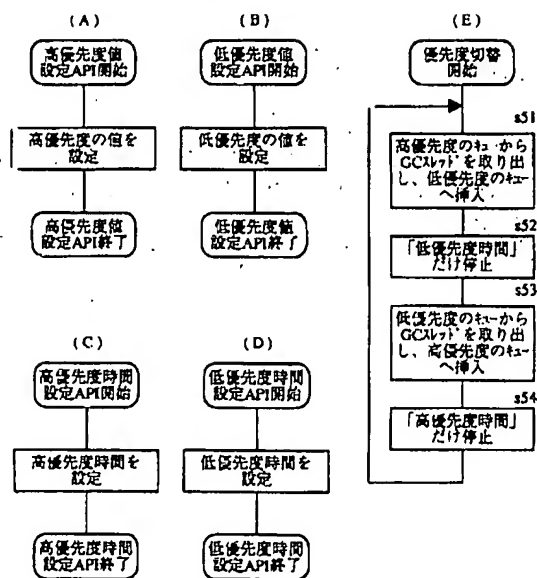 (A)
高優先度値
設定API開始
高優先度の値を
設定
高優先度値
設定API終了
(B)
低優先度値
設定API開始
低優先度の値を
設定
低優先度値
設定API終了
(C)
高優先度時間
設定API開始
高優先度時間を
設定
高優先度時間
設定API終了
(D)
低優先度時間
設定API開始
低優先度時間を
設定
低優先度時間
設定API終了
(E)
優先度切替
開始
s51
高優先度のキューから
GCスレッドを取り出
し、低優先度のキュー
へ挿入
s52
「低優先度時間」
だけ停止
s53
低優先度のキューから
GCスレッドを取り出
し、高優先度のキュー
へ挿入
s54
「高優先度時間」
だけ停止